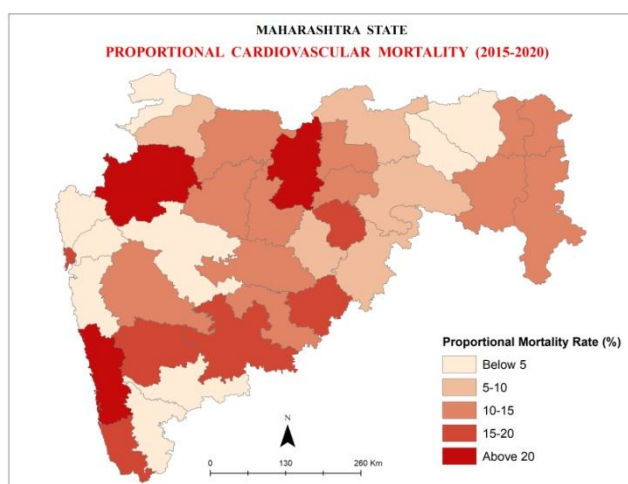 MAHARASHTRA STATE
PROPORTIONAL CARDIOVASCULAR MORTALITY (2015-2020)
Proportional Mortality Rate (%)
Below 5
5-10
10-15
15-20
Above 20
N
0 130 260 Km